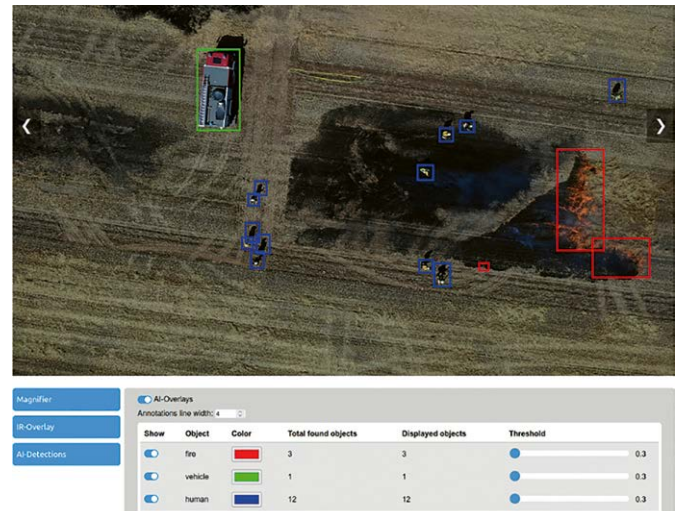 Magnifier
IR-Overlay
AI-Detections
AI-Overlays
Annotations line width: 4
Show Object Color Total found objects Displayed objects Threshold
fire 3 3 0.3
vehicle 1 1 0.3
human 12 12 0.3